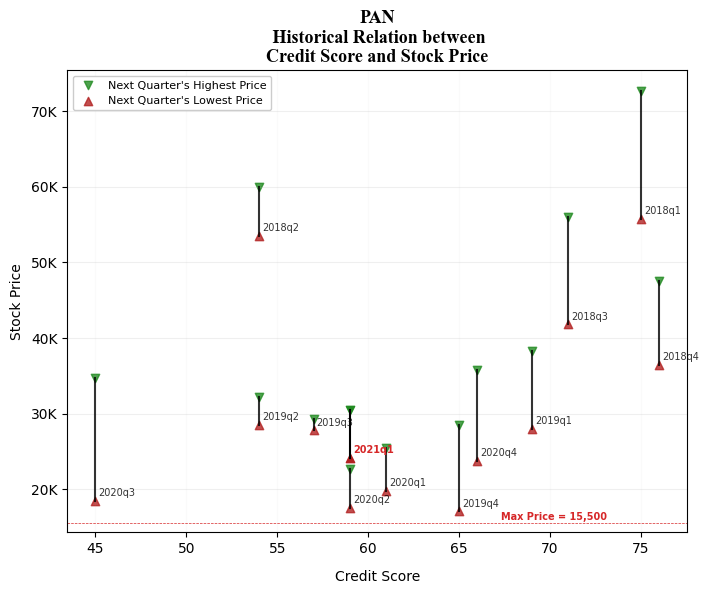 PAN
Historical Relation between
Credit Score and Stock Price
Next Quarter's Highest Price
Next Quarter's Lowest Price
70K
60K
50K
40K
30K
20K
Stock Price
2018q1
2018q2
2018q3
2018q4
2019q2
2019q3
2019q1
2021q1
2020q4
2020q1
2020q3
2020q2
2019q4
Max Price = 15,500
45
50
55
60
65
70
75
Credit Score